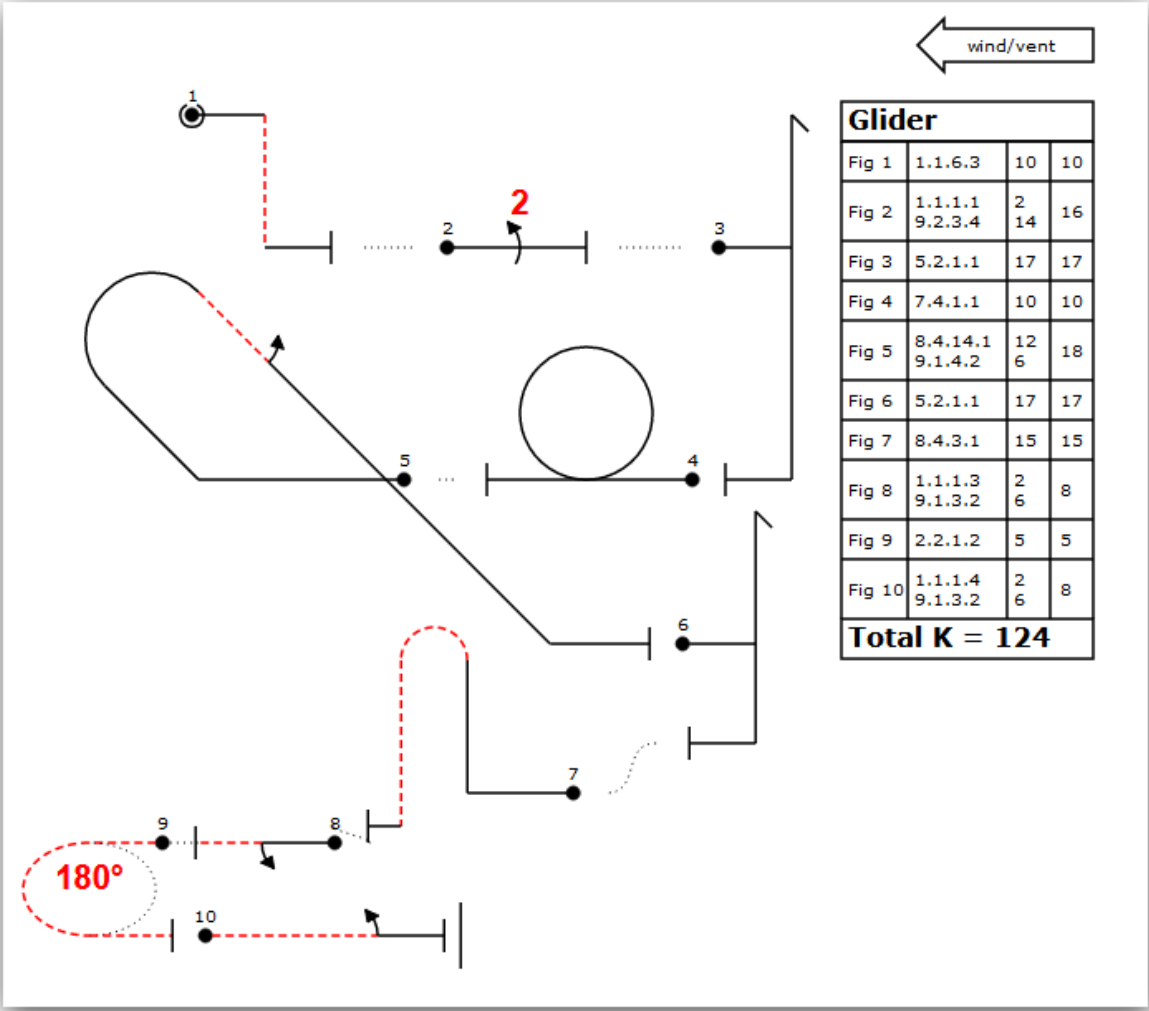 wind/vent
1
2
2
3
5
4
6
7
9
8
180°
10
Glider
Fig 1 1.1.6.3 10 10
Fig 2 1.1.1.1 2 16
9.2.3.4 14
Fig 3 5.2.1.1 17 17
Fig 4 7.4.1.1 10 10
Fig 5 8.4.14.1 12 18
9.1.4.2 6
Fig 6 5.2.1.1 17 17
Fig 7 8.4.3.1 15 15
Fig 8 1.1.1.3 2 8
9.1.3.2 6
Fig 9 2.2.1.2 5 5
Fig 10 1.1.1.4 2 8
9.1.3.2 6
Total K = 124